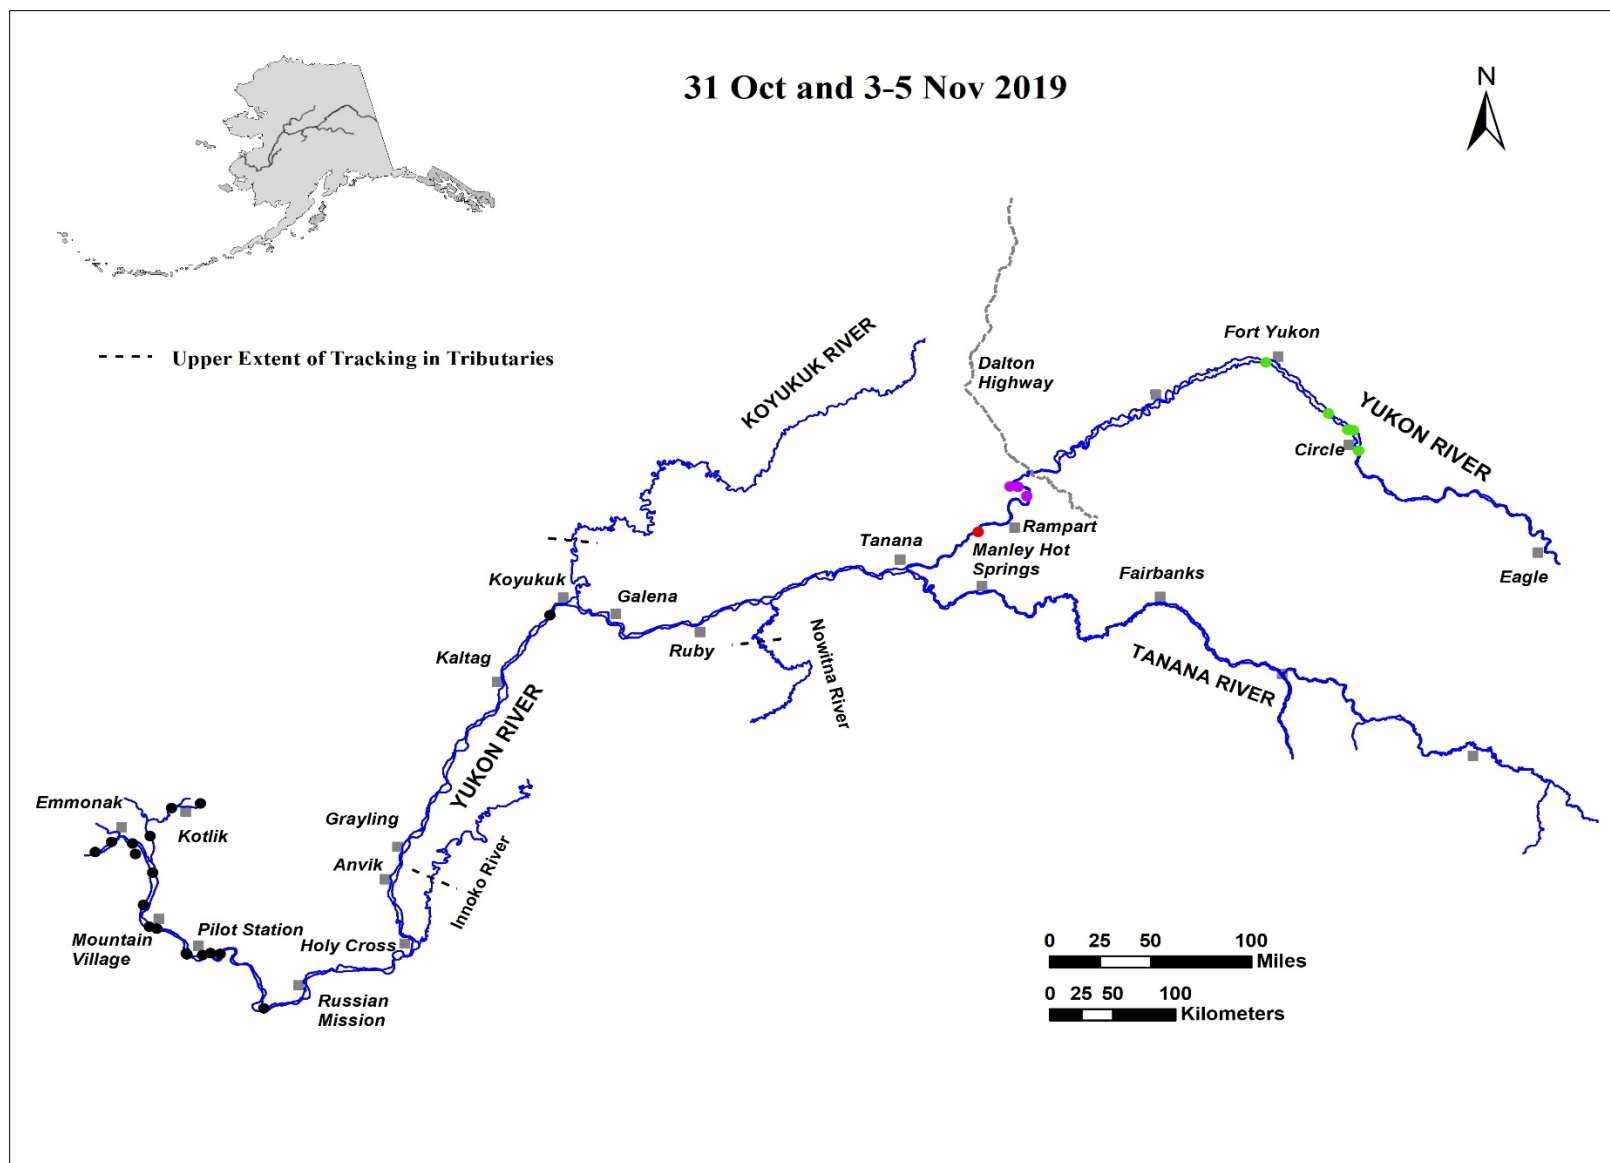 31 Oct and 3-5 Nov 2019
N
Upper Extent of Tracking in Tributaries
KOYUKUK RIVER
Dalton
Highway
Fort Yukon
YUKON RIVER
Circle
Rampart
Eagle
Tanana
Manley Hot
Springs
Fairbanks
Koyukuk
Galena
Ruby
Nowitna River
TANANA RIVER
Kaltag
YUKON RIVER
Emmonak
Kotlik
Grayling
Anvik
Innoko River
Mountain
Village
Pilot Station
Holy Cross
Russian
Mission
0 25 50 100
Miles
0 25 50 100
Kilometers